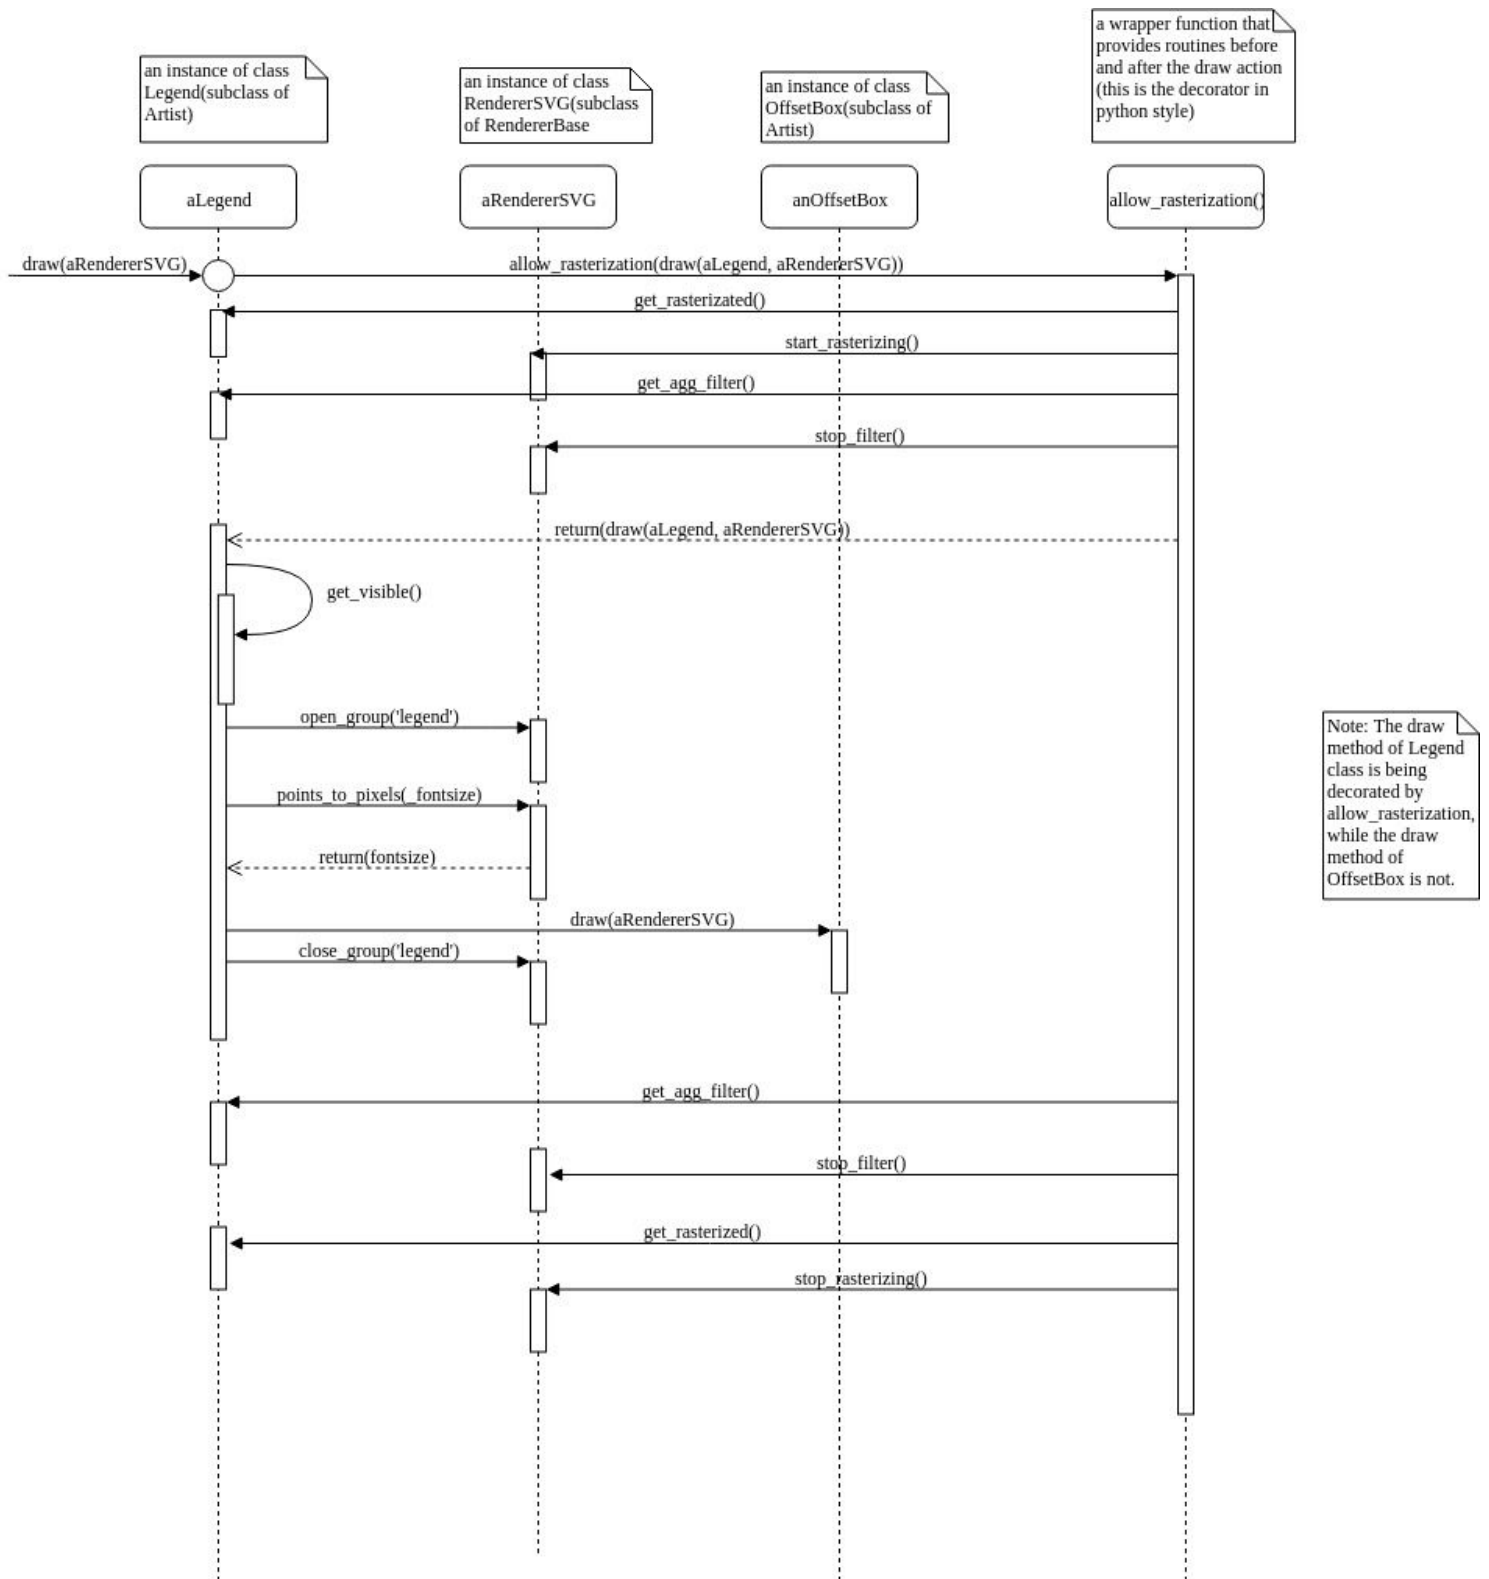 a wrapper function that
provides routines before
and after the draw action
(this is the decorator in
python style)
an instance of class
Legend(subclass of
Artist)
an instance of class
RendererSVG(subclass
of RendererBase
an instance of class
OffsetBox(subclass of
Artist)
aLegend
aRendererSVG
anOffsetBox
allow_rasterization()
draw(aRendererSVG)
allow_rasterization(draw(aLegend, aRendererSVG))
get_rasterizated()
start_rasterizing()
get_agg_filter()
stop_filter()
return(draw(aLegend, aRendererSVG))
get_visible()
open_group('legend')
points_to_pixels(_fontsize)
return(fontsize)
draw(aRendererSVG)
close_group('legend')
Note: The draw
method of Legend
class is being
decorated by
allow_rasterization,
while the draw
method of
OffsetBox is not.
get_agg_filter()
stop_filter()
get_rasterized()
stop_rasterizing()